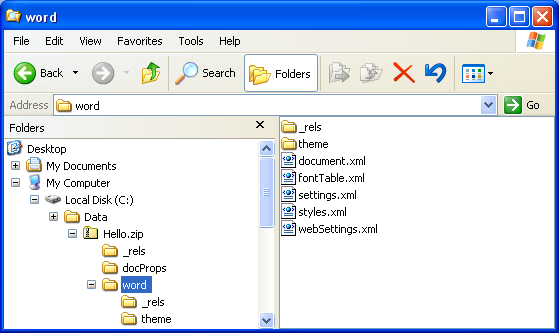 word
File Edit View Favorites Tools Help
Back Search Folders
Address word Go
Folders
Desktop
My Documents
My Computer
Local Disk (C:)
Data
Hello.zip
_rels
docProps
word
_rels
theme
_rels
theme
document.xml
fontTable.xml
settings.xml
styles.xml
webSettings.xml